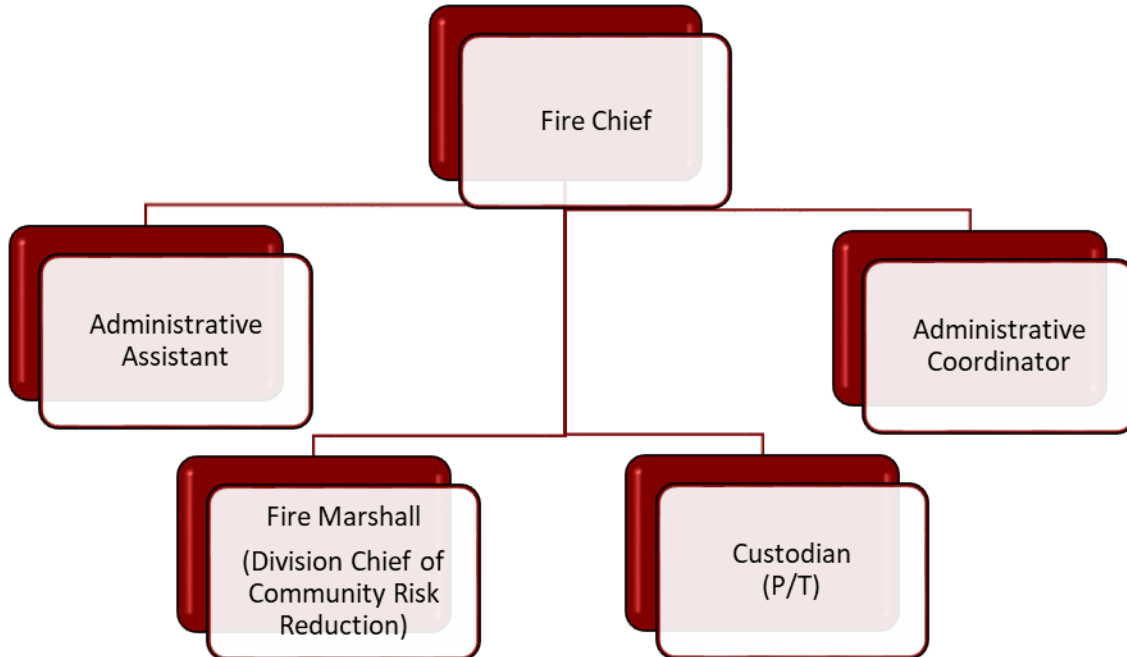 Fire Chief
Administrative
Assistant
Administrative
Coordinator
Fire Marshall
(Division Chief of
Community Risk
Reduction)
Custodian
(P/T)